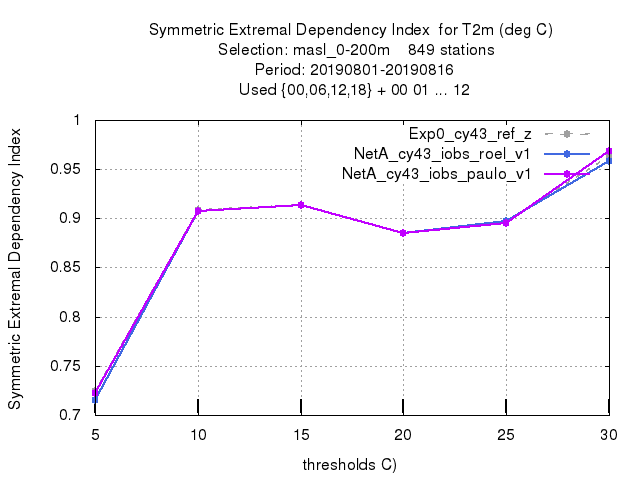 Symmetric Extremal Dependency Index  for T2m (deg C)
Selection: masl_0-200m    849 stations
Period: 20190801-20190816
Used {00,06,12,18} + 00 01 ... 12
Symmetric Extremal Dependency Index
1
0.95
0.9
0.85
0.8
0.75
0.7
Exp0_cy43_ref_z
NetA_cy43_iobs_roel_v1
NetA_cy43_iobs_paulo_v1
5 10 15 20 25 30
thresholds C)